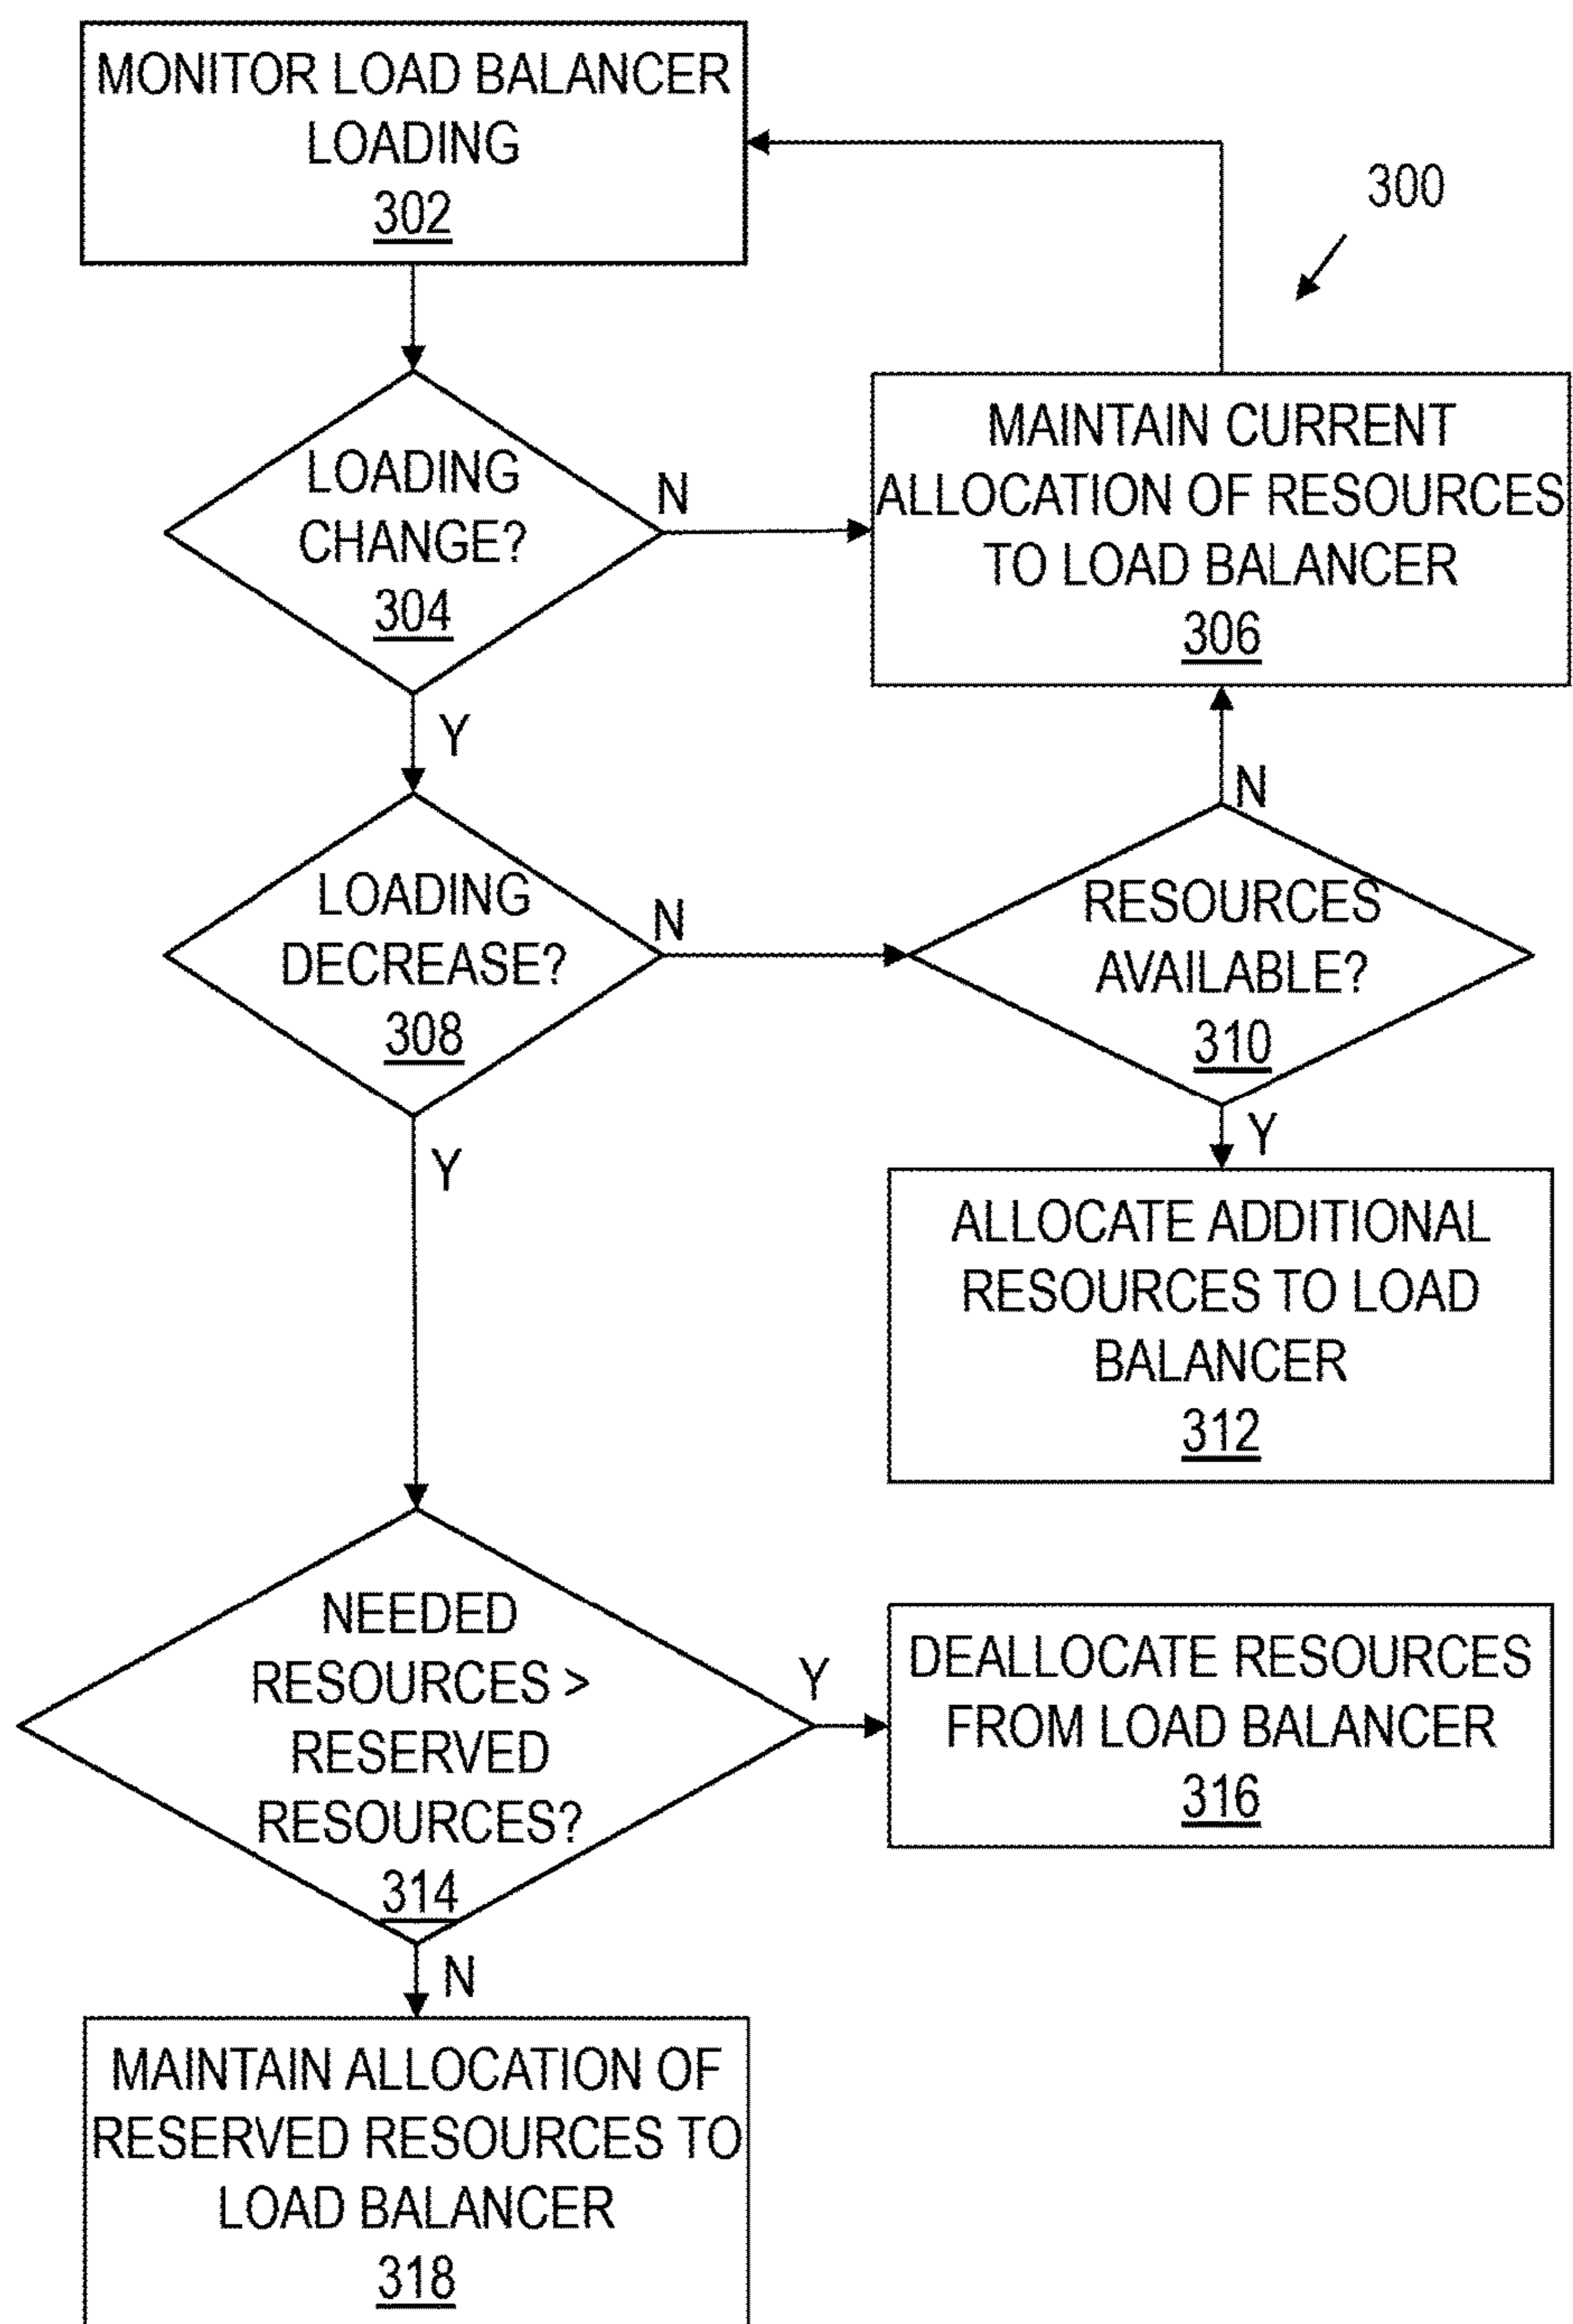 MONITOR LOAD BALANCER
LOADING
302
300
LOADING
CHANGE?
304
N
MAINTAIN CURRENT
ALLOCATION OF RESOURCES
TO LOAD BALANCER
306
Y
N
LOADING
DECREASE?
308
N
RESOURCES
AVAILABLE?
310
Y
Y
ALLOCATE ADDITIONAL
RESOURCES TO LOAD
BALANCER
312
NEEDED
RESOURCES >
RESERVED
RESOURCES?
314
Y
DEALLOCATE RESOURCES
FROM LOAD BALANCER
316
N
MAINTAIN ALLOCATION OF
RESERVED RESOURCES TO
LOAD BALANCER
318